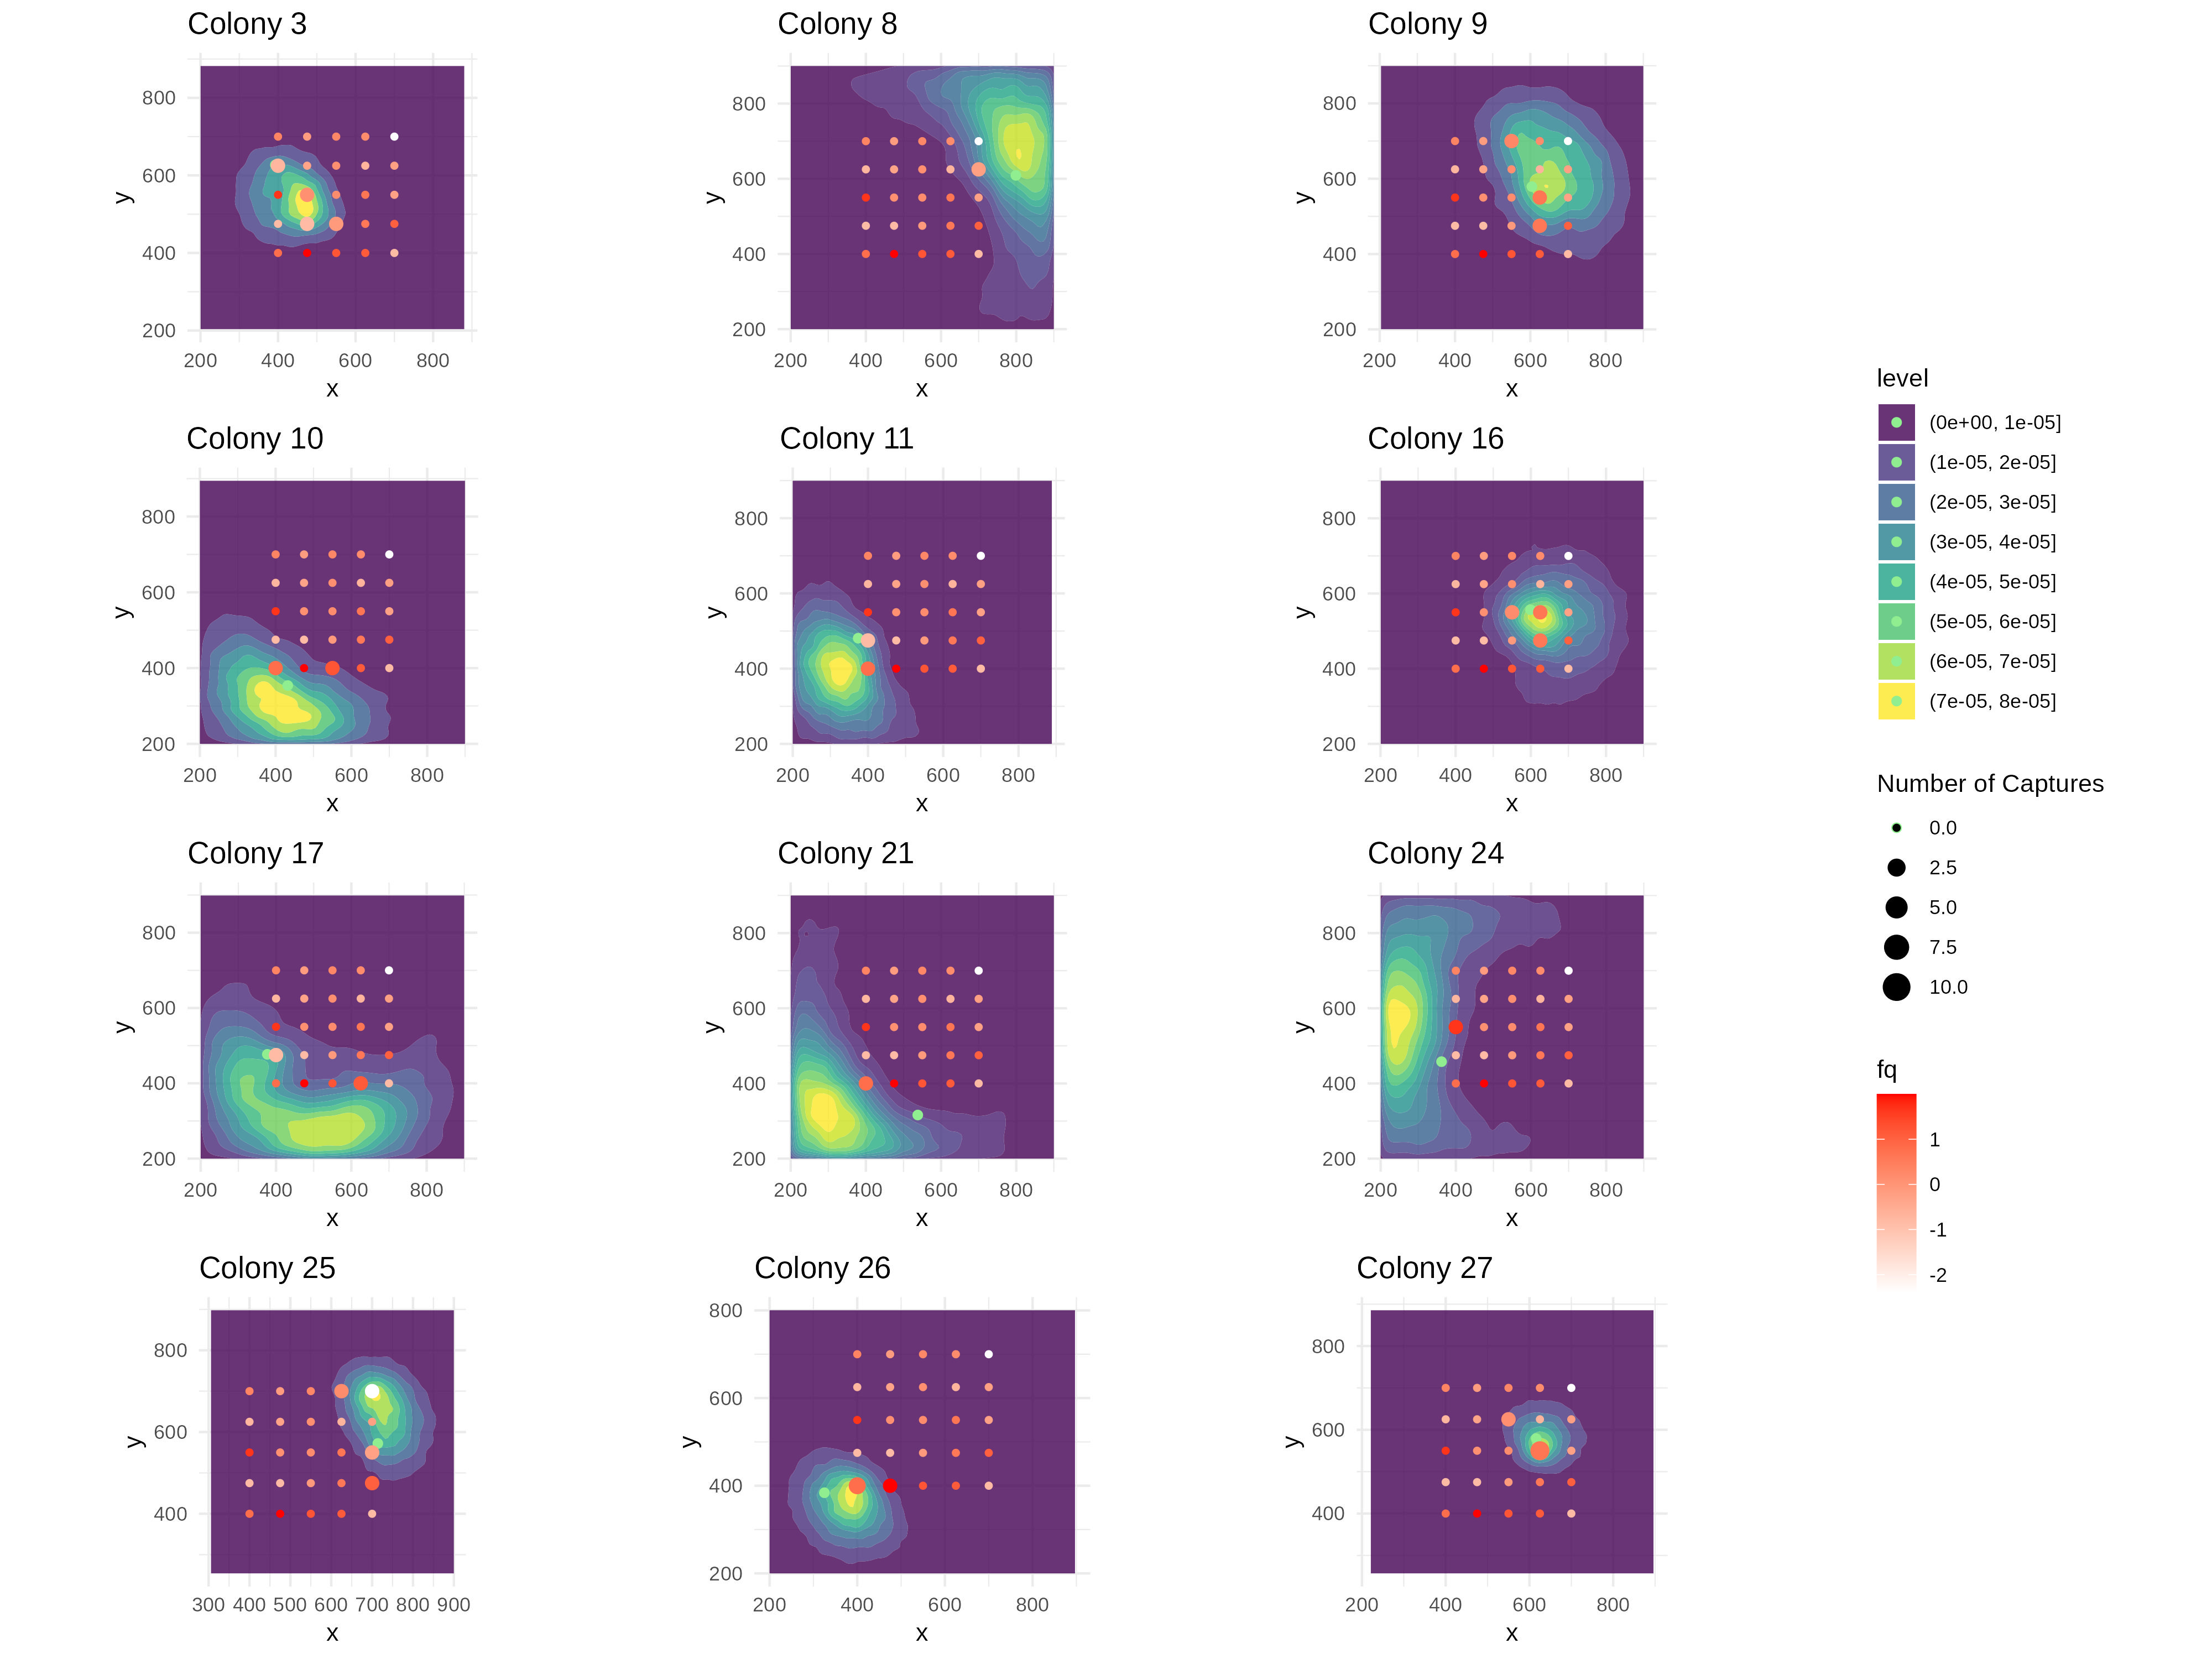 Colony 3
Colony 8
Colony 9
800
600
400
200
y
200 400 600 800
x
800
600
400
200
y
200 400 600 800
x
800
600
400
200
y
200 400 600 800
x
Colony 10
Colony 11
Colony 16
800
600
400
200
y
200 400 600 800
x
800
600
400
200
y
200 400 600 800
x
800
600
400
200
y
200 400 600 800
x
Colony 17
Colony 21
Colony 24
800
600
400
200
y
200 400 600 800
x
800
600
400
200
y
200 400 600 800
x
800
600
400
200
y
200 400 600 800
x
Colony 25
Colony 26
Colony 27
800
600
400
y
300 400 500 600 700 800 900
x
800
600
400
200
y
200 400 600 800
x
800
600
400
y
200 400 600 800
x
level
(0e+00, 1e-05]
(1e-05, 2e-05]
(2e-05, 3e-05]
(3e-05, 4e-05]
(4e-05, 5e-05]
(5e-05, 6e-05]
(6e-05, 7e-05]
(7e-05, 8e-05]
Number of Captures
0.0
2.5
5.0
7.5
10.0
fq
1
0
-1
-2